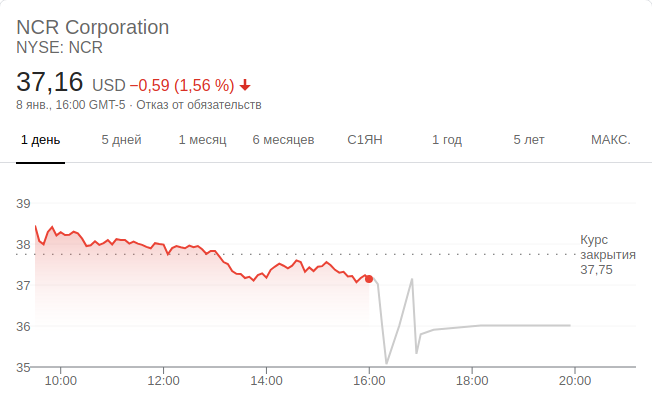 NCR Corporation
NYSE: NCR
37,16 USD −0,59 (1,56 %)
8 янв., 16:00 GMT-5 · Отказ от обязательств
1 день 5 дней 1 месяц 6 месяцев С1ЯН 1 год 5 лет МАКС.
39
38
37
36
35
Курс
закрытия
37,75
10:00 12:00 14:00 16:00 18:00 20:00